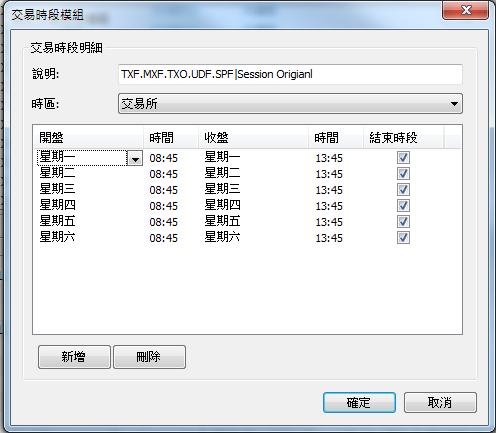 交易時段模組
交易時段明細
說明: TXF.MXF.TXO.UDF.SPF|Session Origianl
時區: 交易所
開盤 時間 收盤 時間 結束時段
星期一 08:45 星期一 13:45
星期二 08:45 星期二 13:45
星期三 08:45 星期三 13:45
星期四 08:45 星期四 13:45
星期五 08:45 星期五 13:45
星期六 08:45 星期六 13:45
新增 刪除
確定 取消